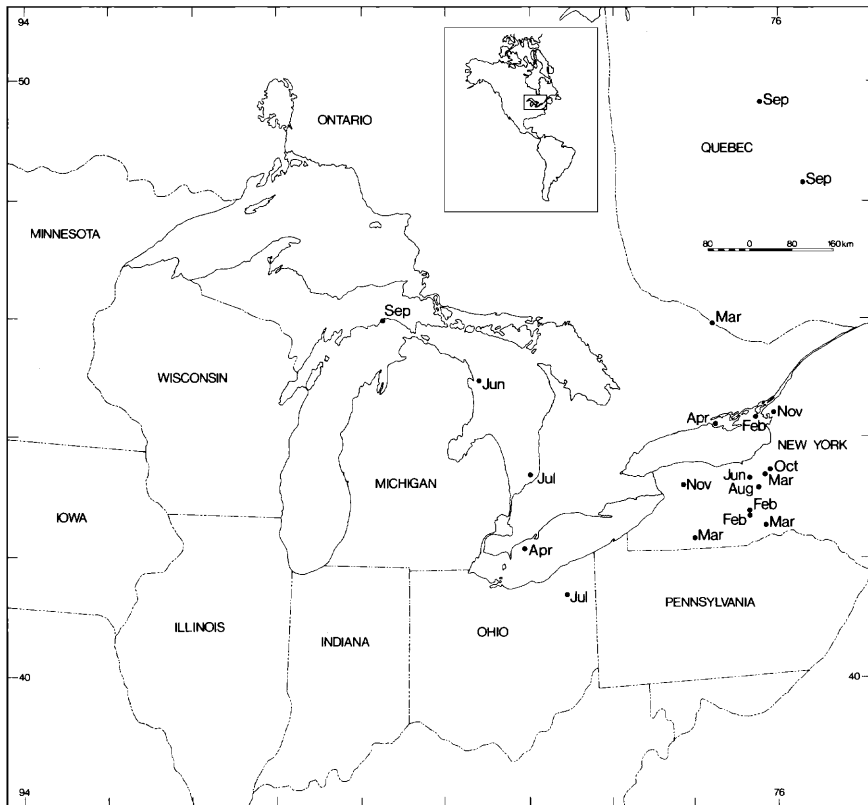 94
76
50
ONTARIO
Sep
QUEBEC
Sep
MINNESOTA
80 0 80 160 km
Sep
Mar
WISCONSIN
Jun
Apr
Feb
Nov
NEW YORK
MICHIGAN
Jul
Nov
Jun
Oct
Mar
Aug
IOWA
Feb
Feb
Mar
Mar
Apr
Jul
PENNSYLVANIA
ILLINOIS
INDIANA
OHIO
40
40
94
76